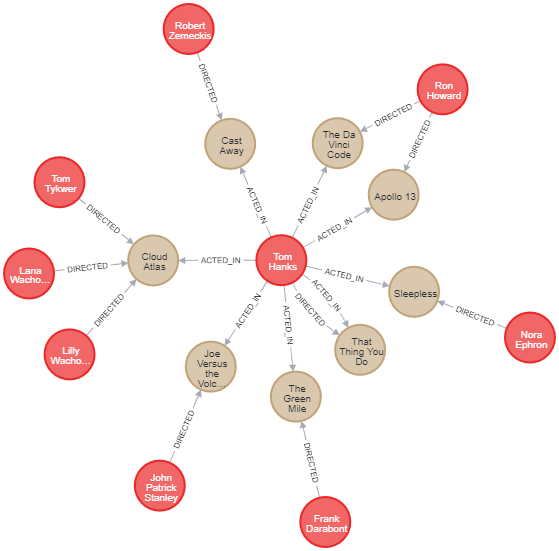 Robert
Zemeckis
DIRECTED
Ron
Howard
DIRECTED
DIRECTED
Cast
Away
The Da
Vinci
Code
Tom
Tykwer
DIRECTED
ACTED_IN
ACTED_IN
Apollo 13
ACTED_IN
Lana
Wacho...
DIRECTED
Cloud
Atlas
ACTED_IN
Tom
Hanks
ACTED_IN
Sleepless
DIRECTED
Nora
Ephron
Lilly
Wacho...
DIRECTED
ACTED_IN
ACTED_IN
DIRECTED
ACTED_IN
That
Thing You
Do
Joe
Versus
the
Volc...
The
Green
Mile
DIRECTED
DIRECTED
John
Patrick
Stanley
Frank
Darabont